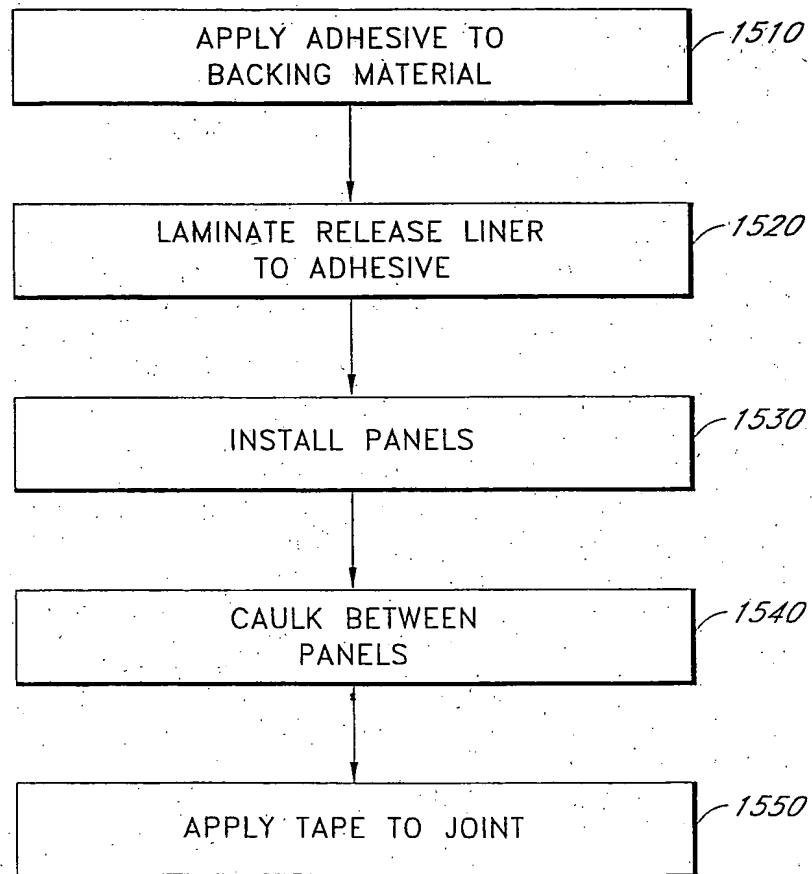 APPLY ADHESIVE TO
BACKING MATERIAL
1510
LAMINATE RELEASE LINER
TO ADHESIVE
1520
INSTALL PANELS
1530
CAULK BETWEEN
PANELS
1540
APPLY TAPE TO JOINT
1550